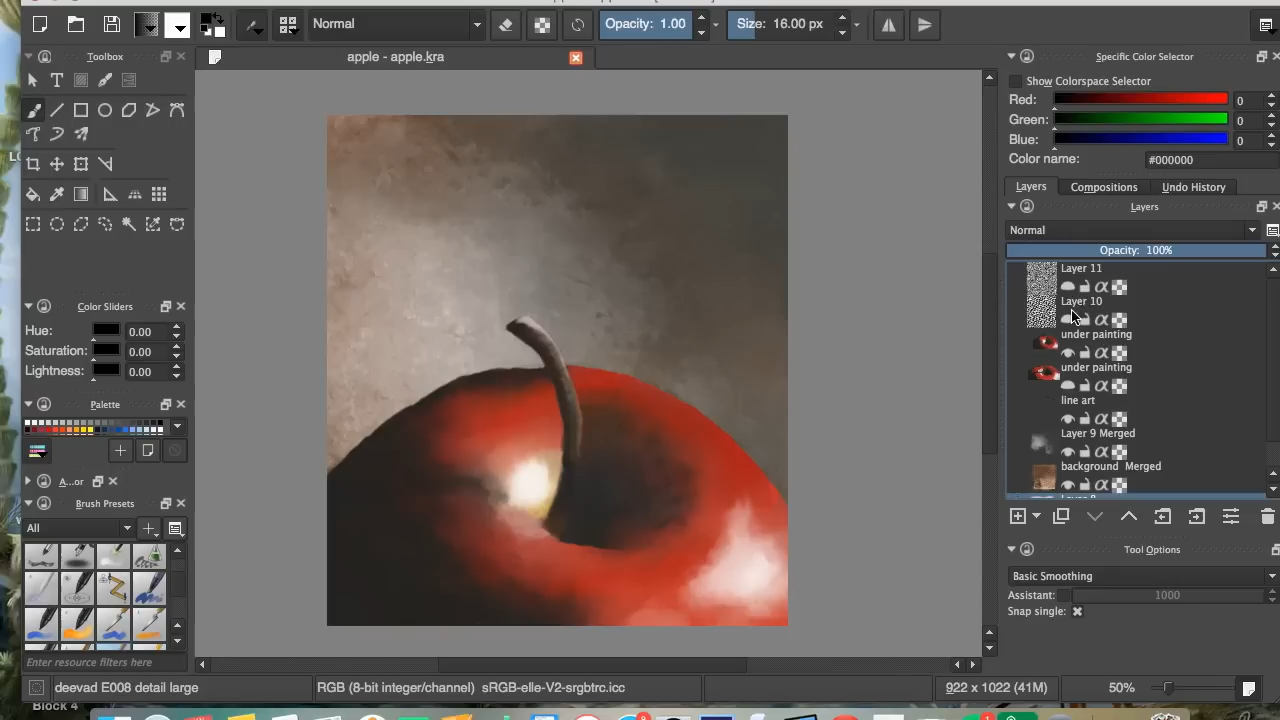 Normal
Opacity: 1.00
Size: 16.00 px
Toolbox
apple - apple.kra
Specific Color Selector
Show Colorspace Selector
Red: 0
Green: 0
Blue: 0
Color name: #000000
Layers Compositions Undo History
Layers
Normal
Opacity: 100%
Layer 11
Layer 10
under painting
under painting
line art
Layer 9 Merged
background Merged
Color Sliders
Hue: 0.00
Saturation: 0.00
Lightness: 0.00
Palette
A...or
Brush Presets
All
Enter resource filters here
Tool Options
Basic Smoothing
Assistant: 1000
Snap single:
deevad E008 detail large
RGB (8-bit integer/channel) sRGB-elle-V2-srgbtrc.icc
922 x 1022 (41M)
50%
Block 4